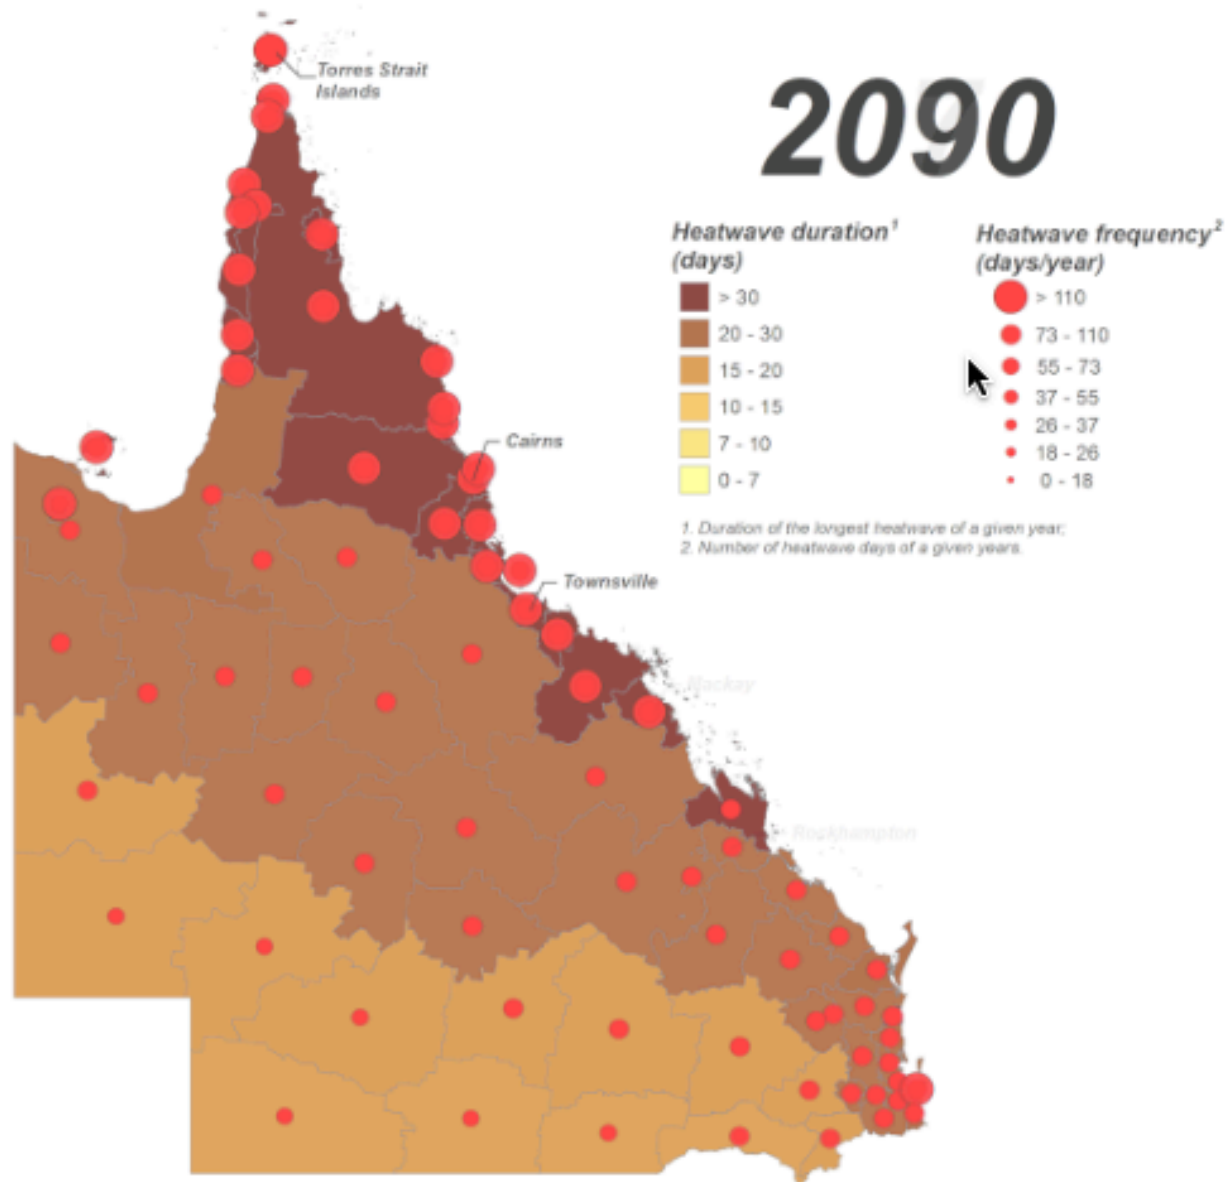 Torres Strait
Islands
2090
Heatwave duration¹
(days)
> 30
20 - 30
15 - 20
10 - 15
7 - 10
0 - 7
Heatwave frequency²
(days/year)
> 110
73 - 110
55 - 73
37 - 55
26 - 37
18 - 26
0 - 18
Cairns
1. Duration of the longest heatwave of a given year;
2. Number of heatwave days of a given years.
Townsville
Mackay
Rockhampton